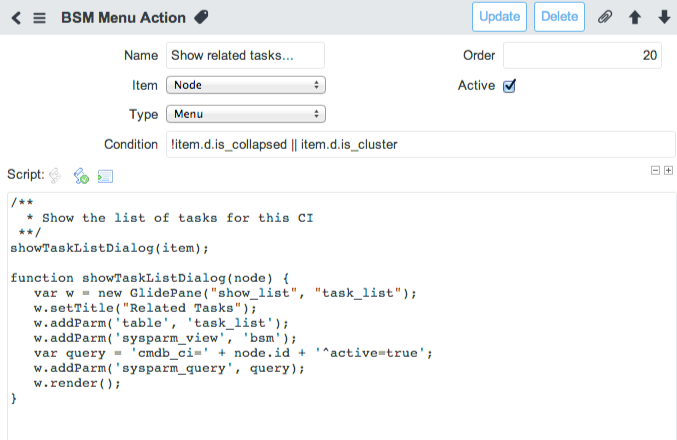 BSM Menu Action
Update
Delete
Name Show related tasks... Order 20
Item Node Active
Type Menu
Condition !item.d.is_collapsed || item.d.is_cluster
Script:
/**
* Show the list of tasks for this CI
**/
showTaskListDialog(item);
function showTaskListDialog(node) {
var w = new GlidePane("show_list", "task_list");
w.setTitle("Related Tasks");
w.addParm('table', 'task_list');
w.addParm('sysparm_view', 'bsm');
var query = 'cmdb_ci=' + node.id + '^active=true';
w.addParm('sysparm_query', query);
w.render();
}